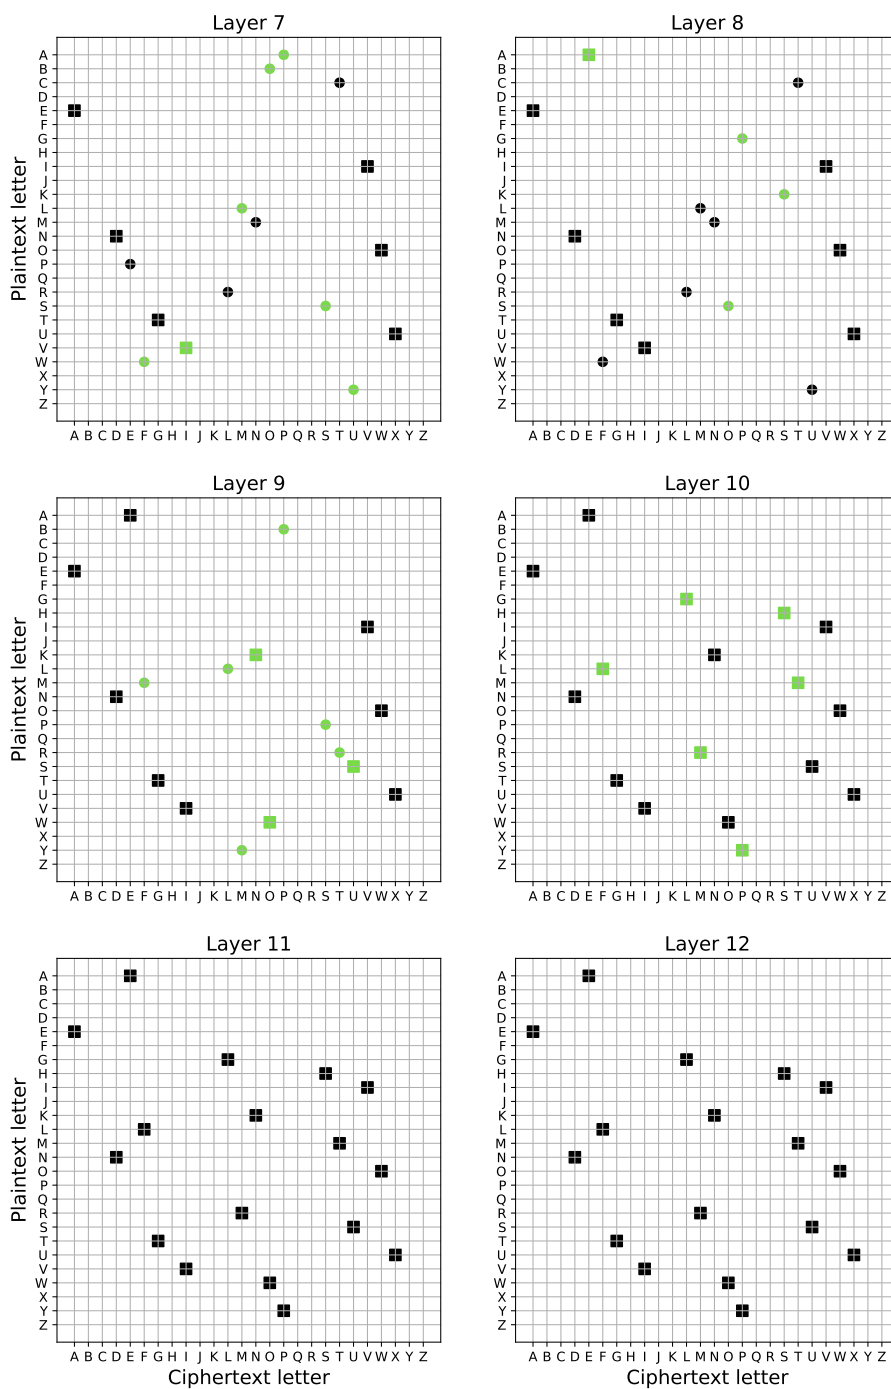 Layer 7
Layer 8
Plaintext letter
A
B
C
D
E
F
G
H
I
J
K
L
M
N
O
P
Q
R
S
T
U
V
W
X
Y
Z
A B C D E F G H I J K L M N O P Q R S T U V W X Y Z
A
B
C
D
E
F
G
H
I
J
K
L
M
N
O
P
Q
R
S
T
U
V
W
X
Y
Z
A B C D E F G H I J K L M N O P Q R S T U V W X Y Z
Layer 9
Layer 10
Plaintext letter
A
B
C
D
E
F
G
H
I
J
K
L
M
N
O
P
Q
R
S
T
U
V
W
X
Y
Z
A B C D E F G H I J K L M N O P Q R S T U V W X Y Z
A
B
C
D
E
F
G
H
I
J
K
L
M
N
O
P
Q
R
S
T
U
V
W
X
Y
Z
A B C D E F G H I J K L M N O P Q R S T U V W X Y Z
Layer 11
Layer 12
Plaintext letter
A
B
C
D
E
F
G
H
I
J
K
L
M
N
O
P
Q
R
S
T
U
V
W
X
Y
Z
A B C D E F G H I J K L M N O P Q R S T U V W X Y Z
Ciphertext letter
A
B
C
D
E
F
G
H
I
J
K
L
M
N
O
P
Q
R
S
T
U
V
W
X
Y
Z
A B C D E F G H I J K L M N O P Q R S T U V W X Y Z
Ciphertext letter